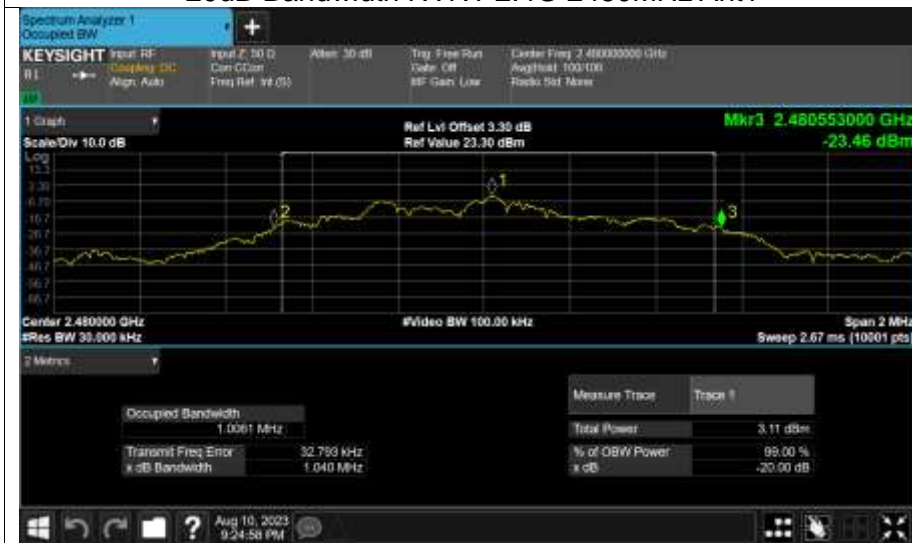 Spectrum Analyzer 1
Occupied BW
+
KEYSIGHT Input: RF
R L
Coupling: DC
Align: Auto
Input Z: 50 Ω
Corr CCorr
Freq Ref: Int (S)
Atten: 30 dB
Trig: Free Run
Gate: Off
#IF Gain: Low
Center Freq: 2.480000000 GHz
Avg|Hold: 100/100
Radio Std: None
1 Graph
Scale/Div 10.0 dB
Ref Lvl Offset 3.30 dB
Ref Value 23.30 dBm
Mkr3 2.480553000 GHz
-23.46 dBm
Log
13.3
3.30
-6.70
-16.7
-26.7
-36.7
-46.7
-56.7
-66.7
1
2
3
Center 2.480000 GHz
#Video BW 100.00 kHz
Span 2 MHz
#Res BW 30.000 kHz
Sweep 2.67 ms (10001 pts)
2 Metrics
Measure Trace
Trace 1
Occupied Bandwidth
1.0061 MHz
Total Power
3.11 dBm
Transmit Freq Error
32.793 kHz
% of OBW Power
99.00 %
x dB Bandwidth
1.040 MHz
x dB
-20.00 dB
?
Aug 10, 2023
9:24:58 PM